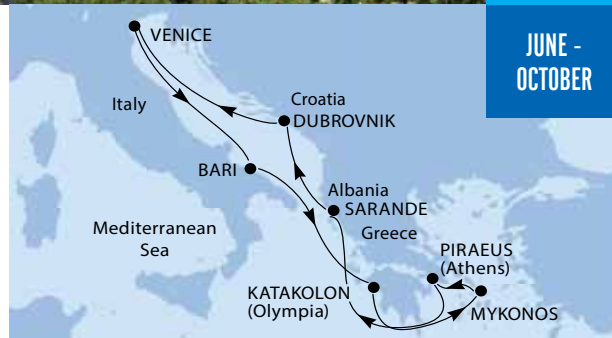 JUNE -
OCTOBER
VENICE
Italy
Croatia
DUBROVNIK
BARI
Albania
SARANDE
Greece
Mediterranean
Sea
PIRAEUS
(Athens)
KATAKOLON
(Olympia)
MYKONOS